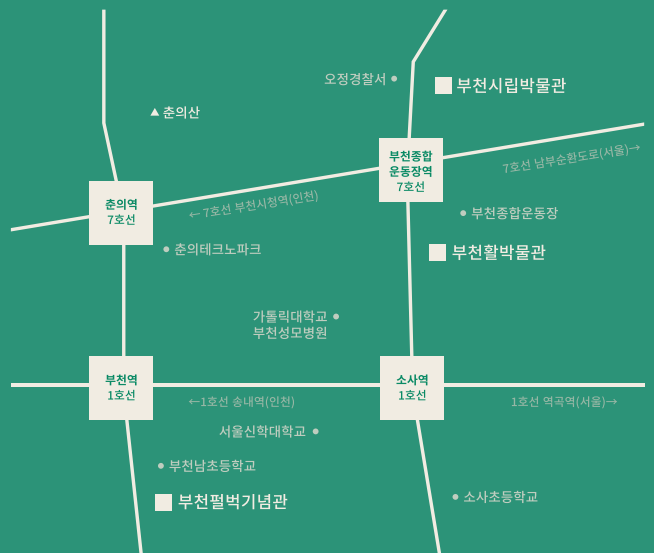 오정경찰서
부천시립박물관
▲ 춘의산
부천종합
운동장역
7호선
7호선 남부순환도로(서울)→
춘의역
7호선
← 7호선 부천시청역(인천)
부천종합운동장
춘의테크노파크
부천활박물관
가톨릭대학교
부천성모병원
부천역
1호선
소사역
1호선
←1호선 송내역(인천)
1호선 역곡역(서울)→
서울신학대학교
부천남초등학교
부천펄벅기념관
소사초등학교